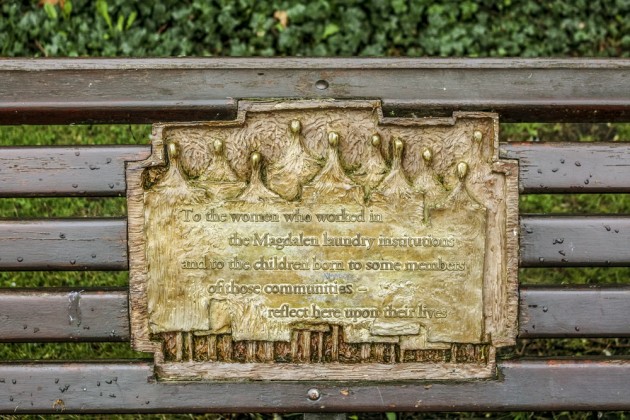 To the women who worked in
the Magdalen laundry institutions
and to the children born to some members
of those communities –
reflect here upon their lives